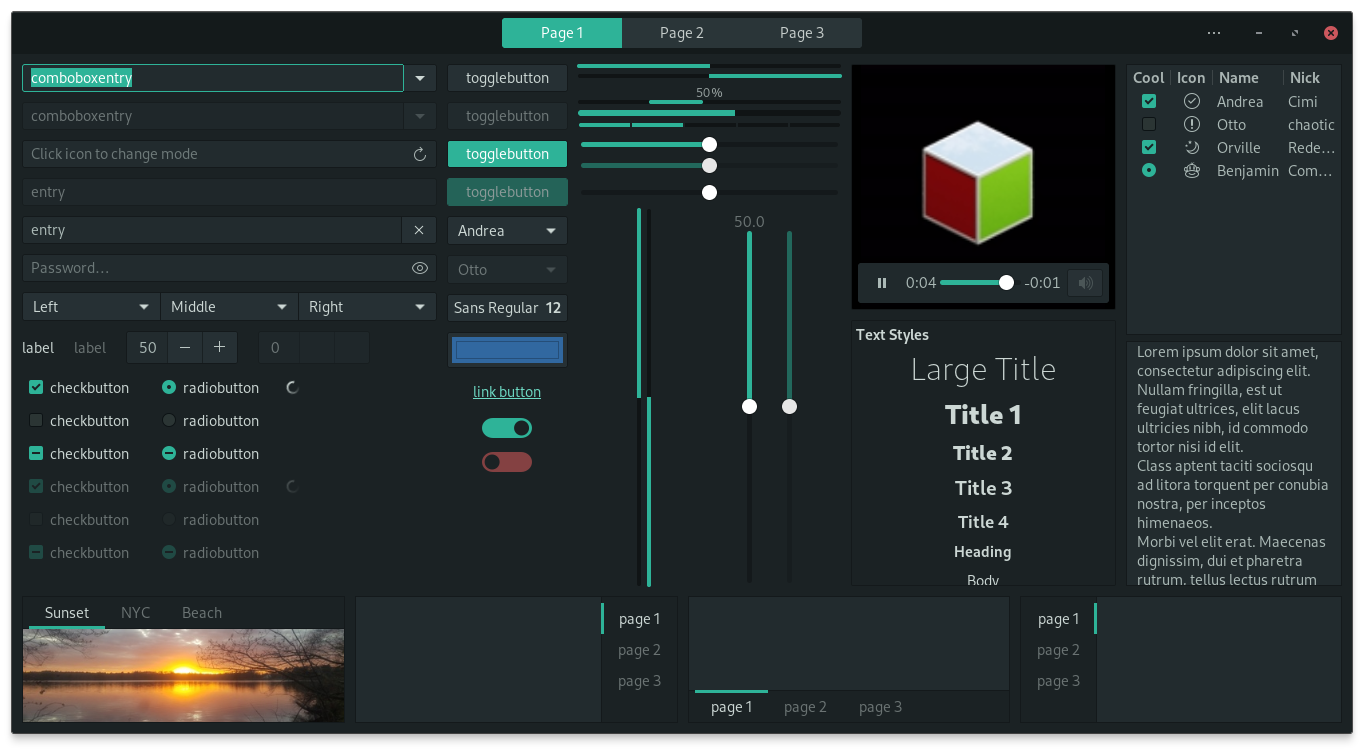 Page 1 Page 2 Page 3
comboboxentry
comboboxentry
Click icon to change mode
entry
entry
Password...
Left Middle Right
label label 50 0
checkbutton radiobutton
checkbutton radiobutton
checkbutton radiobutton
checkbutton radiobutton
checkbutton radiobutton
checkbutton radiobutton
togglebutton
togglebutton
togglebutton
togglebutton
Andrea
Otto
Sans Regular 12
link button
50%
50.0
0:04 -0:01
Text Styles
Large Title
Title 1
Title 2
Title 3
Title 4
Heading
Body
Cool Icon Name Nick
Andrea Cimi
Otto chaotic
Orville Rede...
Benjamin Com...
Lorem ipsum dolor sit amet,
consectetur adipiscing elit.
Nullam fringilla, est ut
feugiat ultrices, elit lacus
ultricies nibh, id commodo
tortor nisi id elit.
Class aptent taciti sociosqu
ad litora torquent per conubia
nostra, per inceptos
himenaeos.
Morbi vel elit erat. Maecenas
dignissim, dui et pharetra
rutrum, tellus lectus rutrum
Sunset NYC Beach
page 1
page 2
page 3
page 1 page 2 page 3
page 1
page 2
page 3